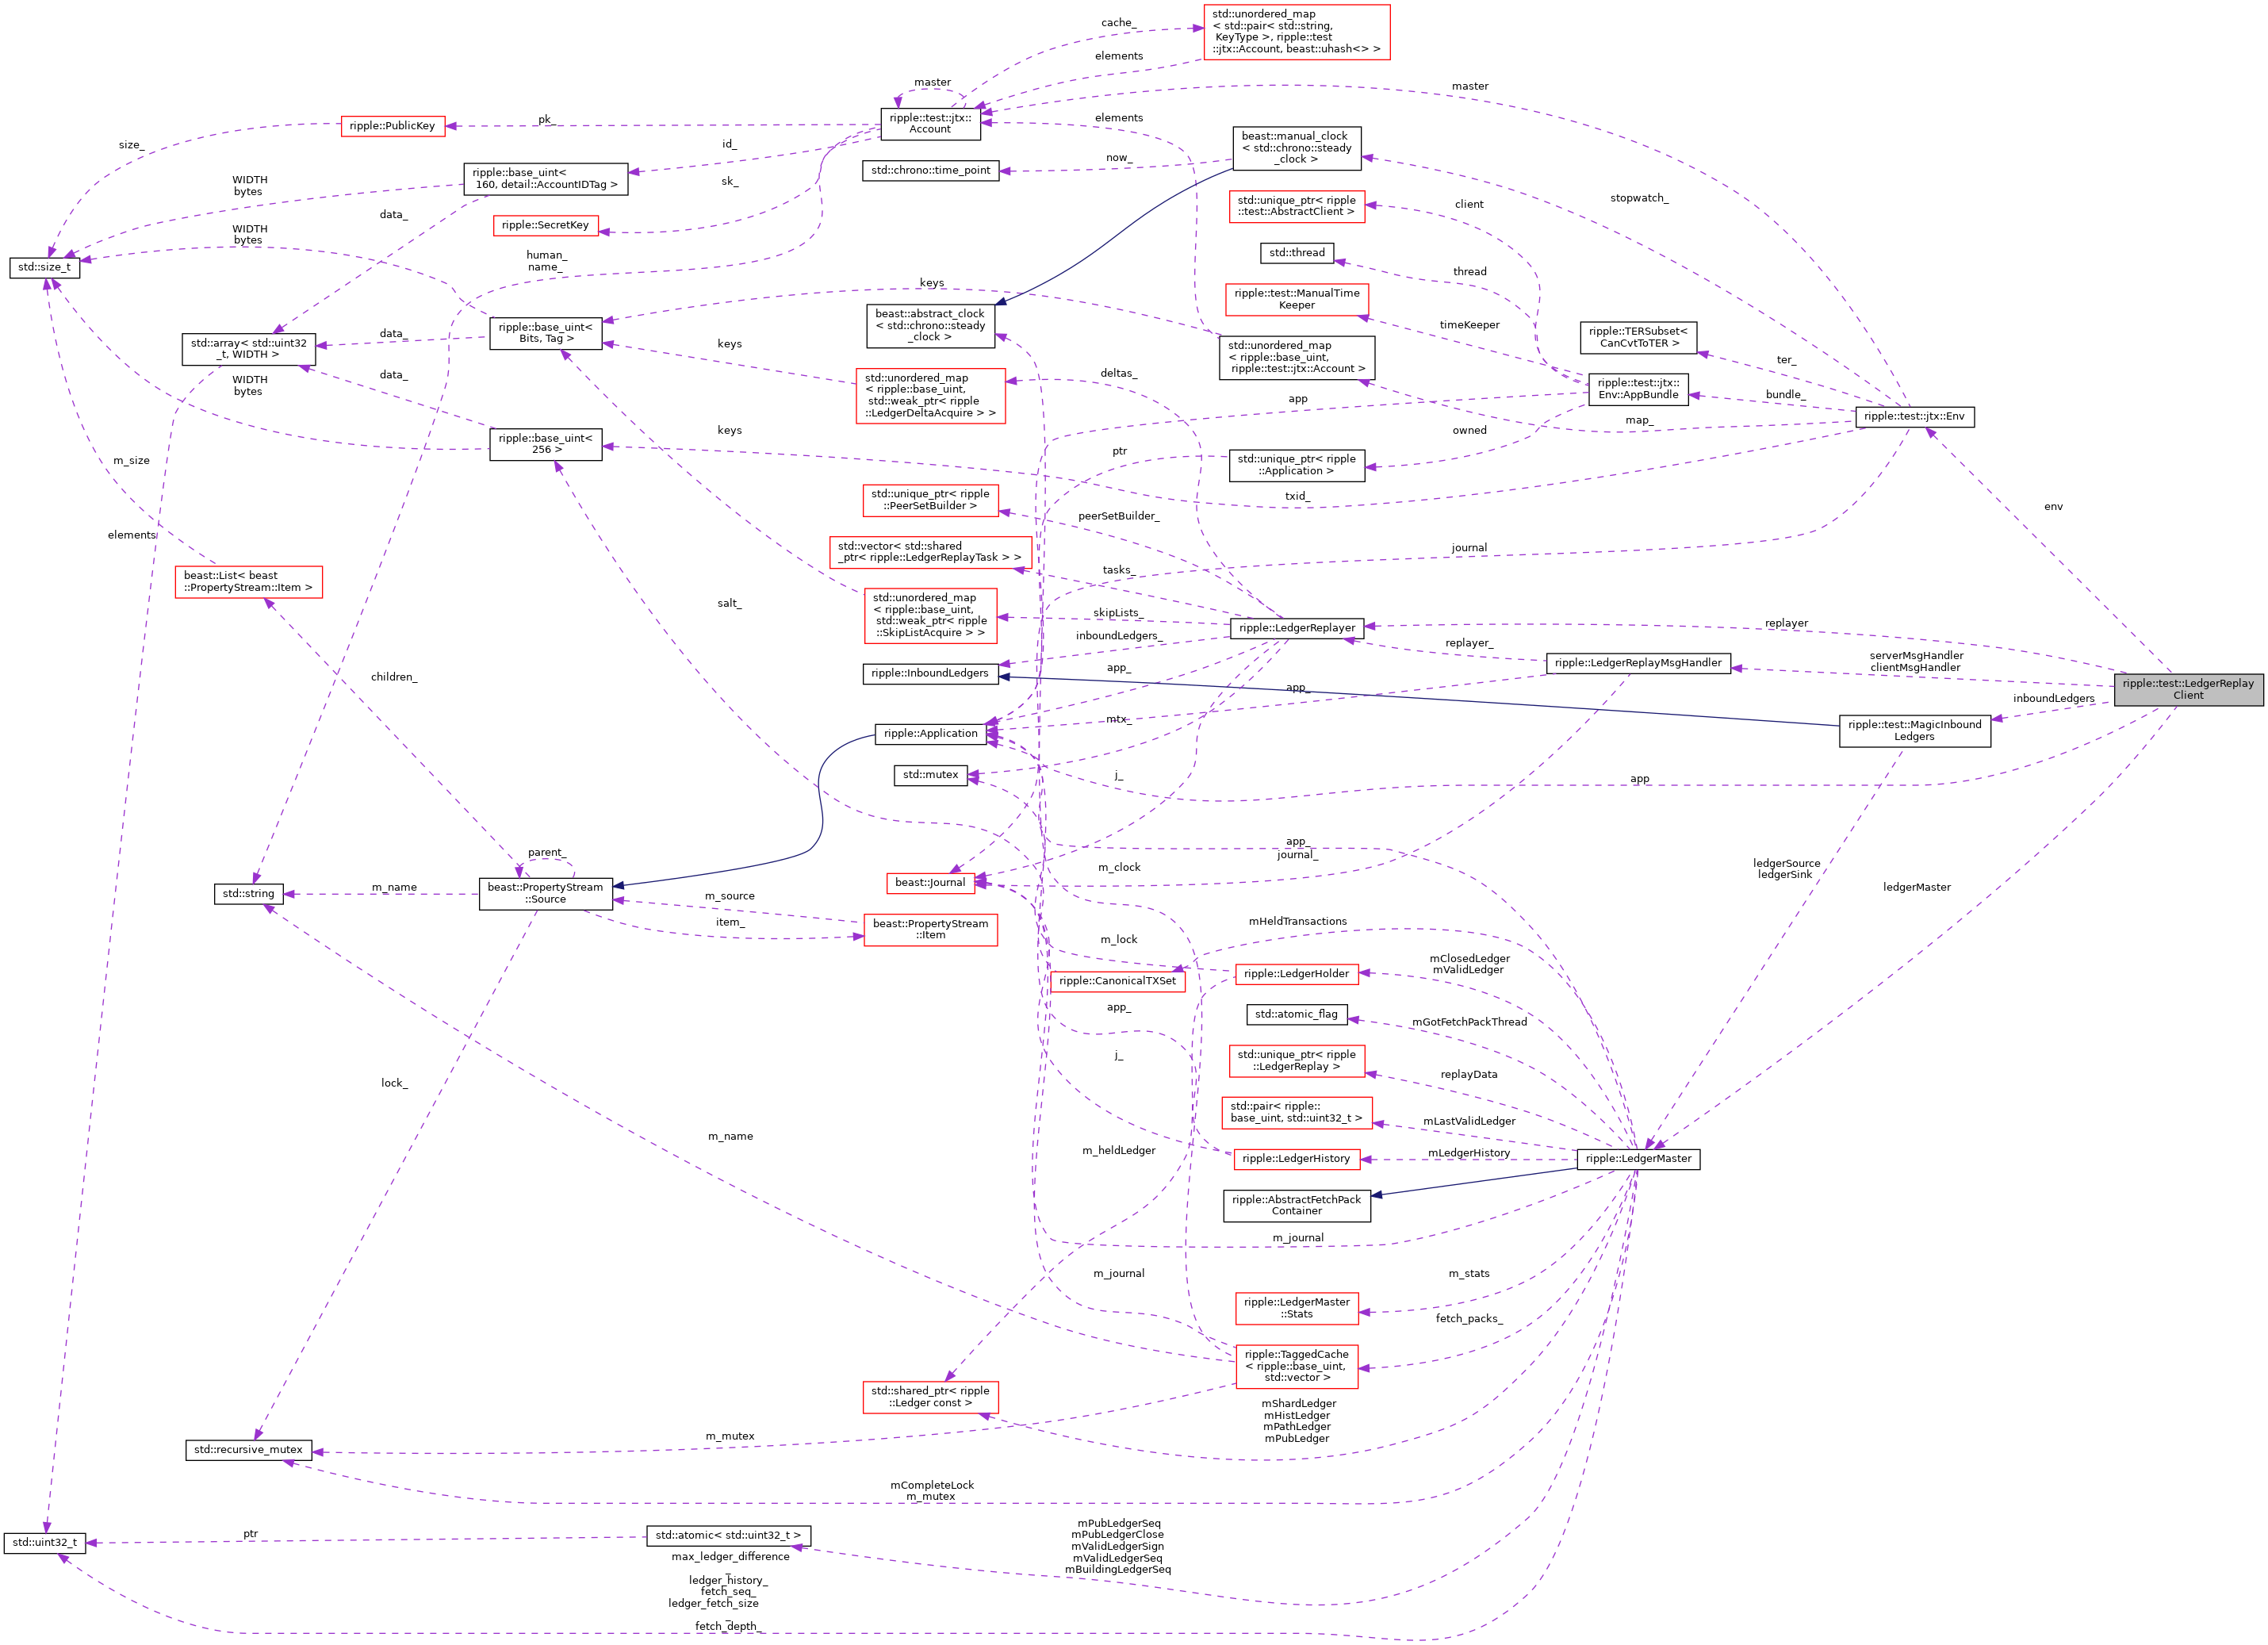 std::unordered_map
< std::pair< std::string,
KeyType >, ripple::test
::jtx::Account, beast::uhash<> >
cache_
elements
master
master
ripple::test::jtx::
Account
ripple::PublicKey
pk_
size_
elements
beast::manual_clock
< std::chrono::steady
_clock >
id_
now_
std::chrono::time_point
ripple::base_uint<
160, detail::AccountIDTag >
WIDTH
bytes
sk_
std::unique_ptr< ripple
::test::AbstractClient >
client
stopwatch_
data_
ripple::SecretKey
WIDTH
bytes
human_
name_
std::thread
thread
std::size_t
keys
ripple::test::ManualTime
Keeper
timeKeeper
beast::abstract_clock
< std::chrono::steady
_clock >
ripple::base_uint<
Bits, Tag >
data_
std::array< std::uint32
_t, WIDTH >
keys
std::unordered_map
< ripple::base_uint,
ripple::test::jtx::Account >
ripple::TERSubset<
CanCvtToTER >
ter_
data_
WIDTH
bytes
deltas_
std::unordered_map
< ripple::base_uint,
std::weak_ptr< ripple
::LedgerDeltaAcquire > >
app
ripple::test::jtx::
Env::AppBundle
bundle_
ripple::test::jtx::Env
map_
keys
owned
ripple::base_uint<
256 >
ptr
std::unique_ptr< ripple
::Application >
m_size
std::unique_ptr< ripple
::PeerSetBuilder >
txid_
env
peerSetBuilder_
elements
std::vector< std::shared
_ptr< ripple::LedgerReplayTask > >
journal
tasks_
beast::List< beast
::PropertyStream::Item >
salt_
std::unordered_map
< ripple::base_uint,
std::weak_ptr< ripple
::SkipListAcquire > >
skipLists_
ripple::LedgerReplayer
replayer
inboundLedgers_
replayer_
ripple::LedgerReplayMsgHandler
serverMsgHandler
clientMsgHandler
ripple::InboundLedgers
app_
children_
app_
ripple::test::LedgerReplay
Client
inboundLedgers
mtx_
ripple::Application
ripple::test::MagicInbound
Ledgers
std::mutex
j_
app
parent_
app_
journal_
m_clock
ledgerSource
ledgerSink
std::string
m_name
beast::PropertyStream
::Source
m_source
beast::Journal
ledgerMaster
item_
beast::PropertyStream
::Item
mHeldTransactions
m_lock
mClosedLedger
mValidLedger
ripple::CanonicalTXSet
ripple::LedgerHolder
app_
std::atomic_flag
mGotFetchPackThread
j_
std::unique_ptr< ripple
::LedgerReplay >
replayData
lock_
std::pair< ripple::
base_uint, std::uint32_t >
mLastValidLedger
m_name
m_heldLedger
ripple::LedgerHistory
mLedgerHistory
ripple::LedgerMaster
ripple::AbstractFetchPack
Container
m_journal
m_journal
m_stats
ripple::LedgerMaster
::Stats
fetch_packs_
ripple::TaggedCache
< ripple::base_uint,
std::vector >
std::shared_ptr< ripple
::Ledger const >
mShardLedger
mHistLedger
mPathLedger
mPubLedger
m_mutex
std::recursive_mutex
mCompleteLock
m_mutex
std::uint32_t
ptr
std::atomic< std::uint32_t >
mPubLedgerSeq
mPubLedgerClose
mValidLedgerSign
mValidLedgerSeq
mBuildingLedgerSeq
max_ledger_difference
_
ledger_history_
fetch_seq_
ledger_fetch_size
_
fetch_depth_